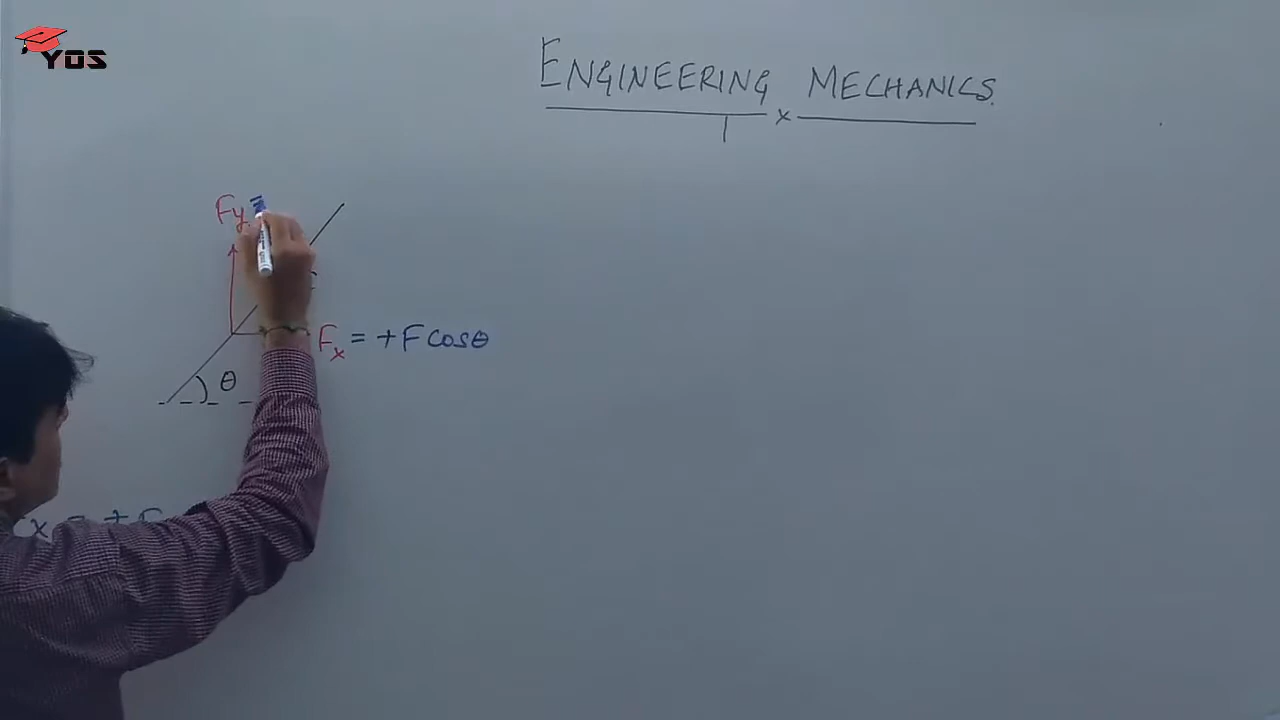 YOS
ENGINEERING MECHANICS.
x
Fy
Fx = +F cosθ
θ
x = + F